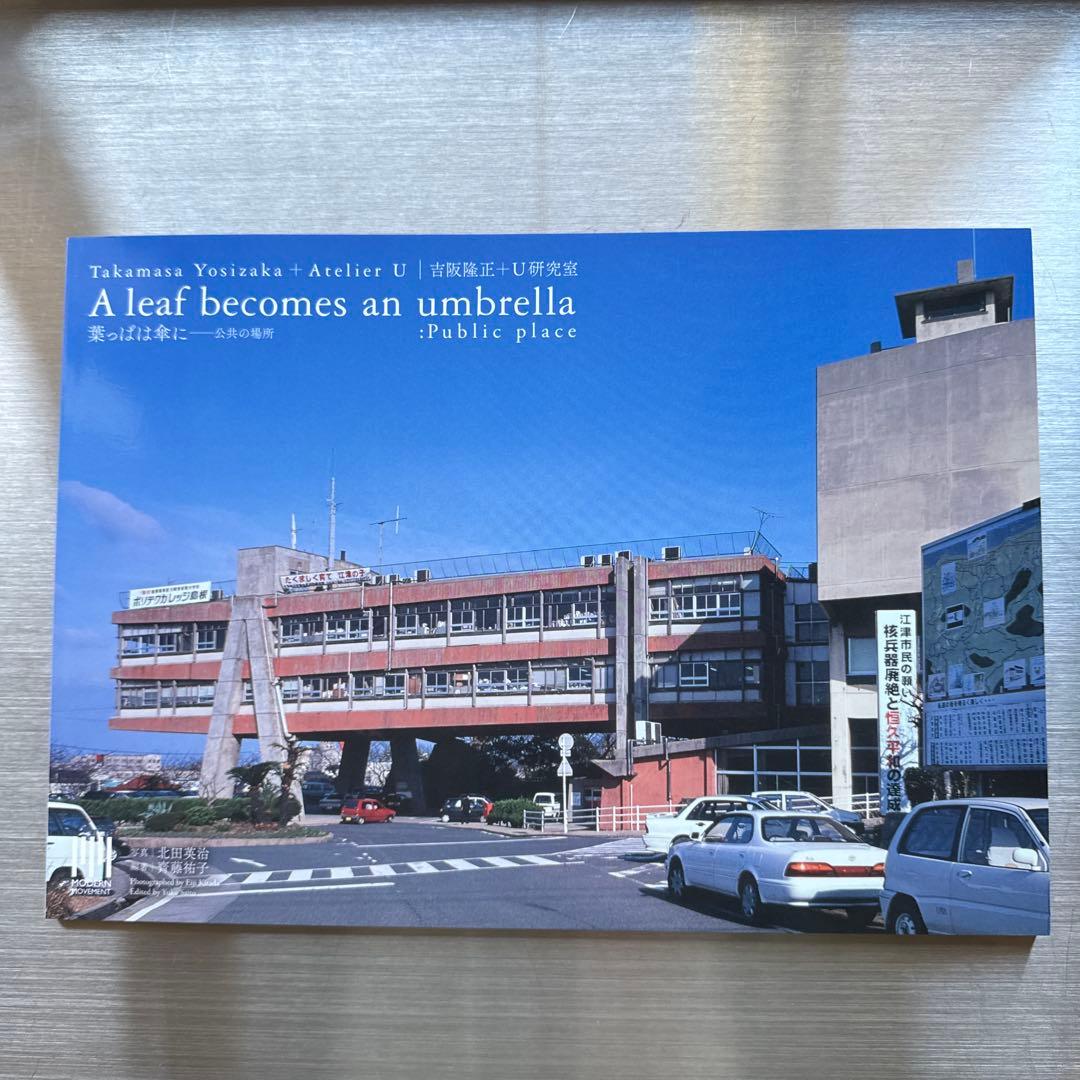 Takamasa Yosizaka + Atelier U | 吉阪隆正+U研究室
A leaf becomes an umbrella
葉っぱは傘に——公共の場所
:Public place
ポリテクカレッジ島根
たくましく育て 江津の子
江津市民の願い
核兵器廃絶と恒久平和の達成
写真|北田英治
編者|齊藤祐子
Photographed by Eiji Kitada
Edited by Yuko Saito
MODERN
MOVEMENT